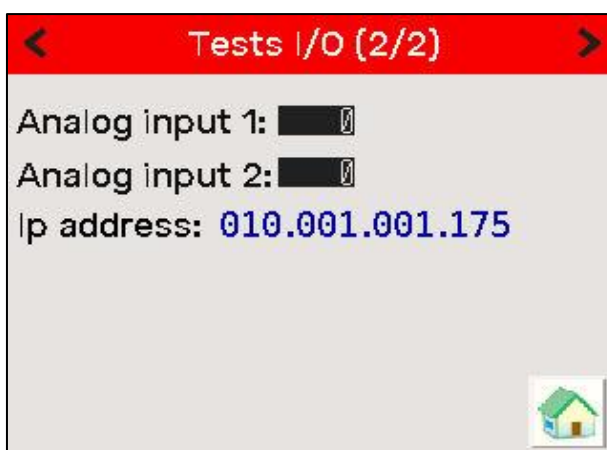 Tests I/O (2/2)
Analog input 1: 0
Analog input 2: 0
Ip address: 010.001.001.175